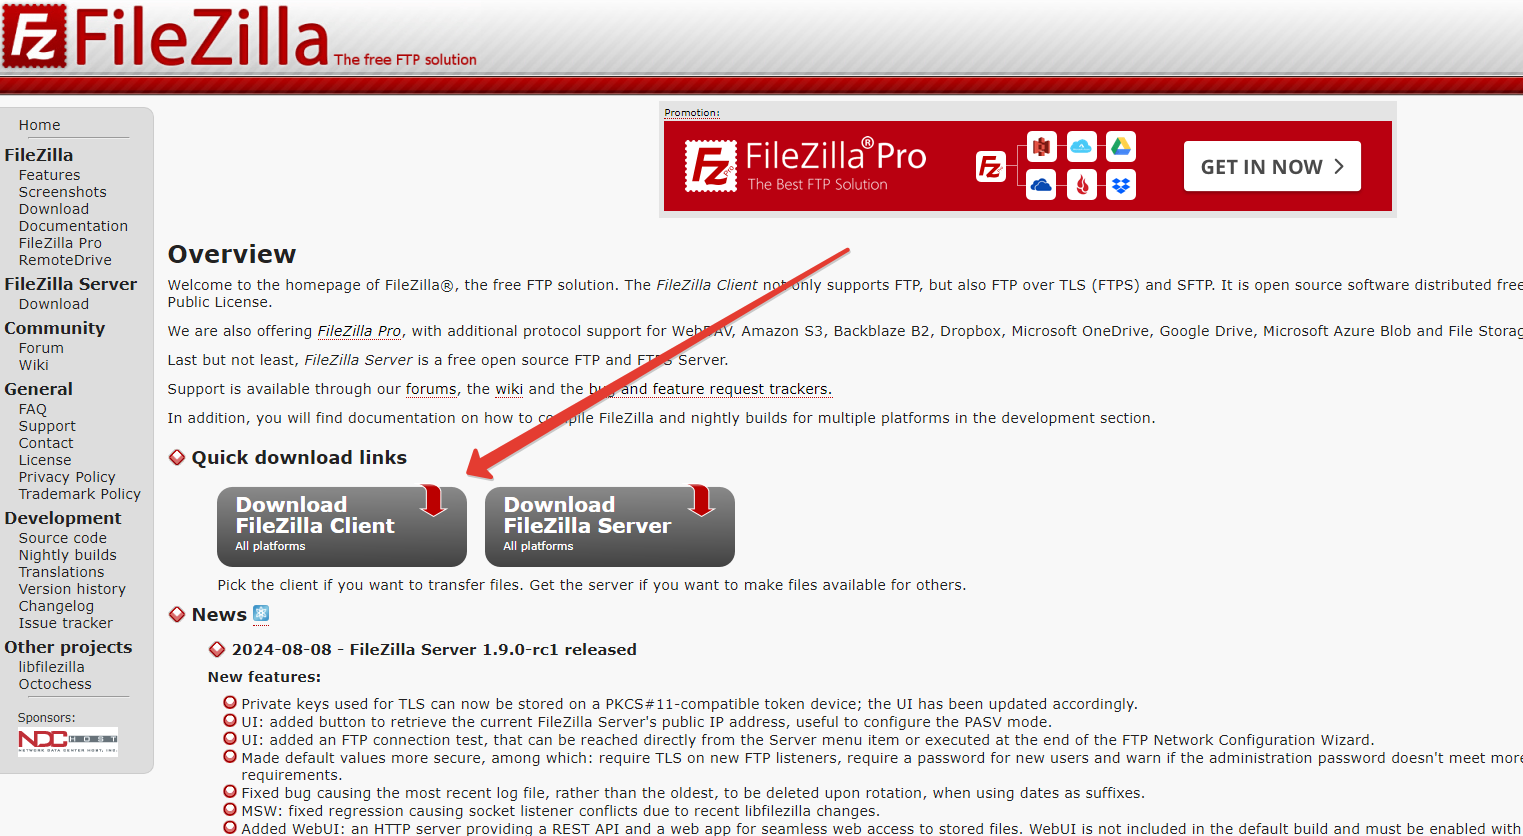 FileZilla The free FTP solution
Home
FileZilla
Features
Screenshots
Download
Documentation
FileZilla Pro
RemoteDrive
FileZilla Server
Download
Community
Forum
Wiki
General
FAQ
Support
Contact
License
Privacy Policy
Trademark Policy
Development
Source code
Nightly builds
Translations
Version history
Changelog
Issue tracker
Other projects
libfilezilla
Octochess
Sponsors:
NDC HOST
NETWORK DATA CENTER HOST, INC.
Promotion:
FileZilla® Pro
The Best FTP Solution
GET IN NOW
Overview
Welcome to the homepage of FileZilla®, the free FTP solution. The FileZilla Client not only supports FTP, but also FTP over TLS (FTPS) and SFTP. It is open source software distributed free
Public License.
We are also offering FileZilla Pro, with additional protocol support for WebDAV, Amazon S3, Backblaze B2, Dropbox, Microsoft OneDrive, Google Drive, Microsoft Azure Blob and File Storag
Last but not least, FileZilla Server is a free open source FTP and FTPS Server.
Support is available through our forums, the wiki and the bug and feature request trackers.
In addition, you will find documentation on how to compile FileZilla and nightly builds for multiple platforms in the development section.
Quick download links
Download
FileZilla Client
All platforms
Download
FileZilla Server
All platforms
Pick the client if you want to transfer files. Get the server if you want to make files available for others.
News
2024-08-08 - FileZilla Server 1.9.0-rc1 released
New features:
Private keys used for TLS can now be stored on a PKCS#11-compatible token device; the UI has been updated accordingly.
UI: added button to retrieve the current FileZilla Server's public IP address, useful to configure the PASV mode.
UI: added an FTP connection test, that can be reached directly from the Server menu item or executed at the end of the FTP Network Configuration Wizard.
Made default values more secure, among which: require TLS on new FTP listeners, require a password for new users and warn if the administration password doesn't meet more
requirements.
Fixed bug causing the most recent log file, rather than the oldest, to be deleted upon rotation, when using dates as suffixes.
MSW: fixed regression causing socket listener conflicts due to recent libfilezilla changes.
Added WebUI: an HTTP server providing a REST API and a web app for seamless web access to stored files. WebUI is not included in the default build and must be enabled with